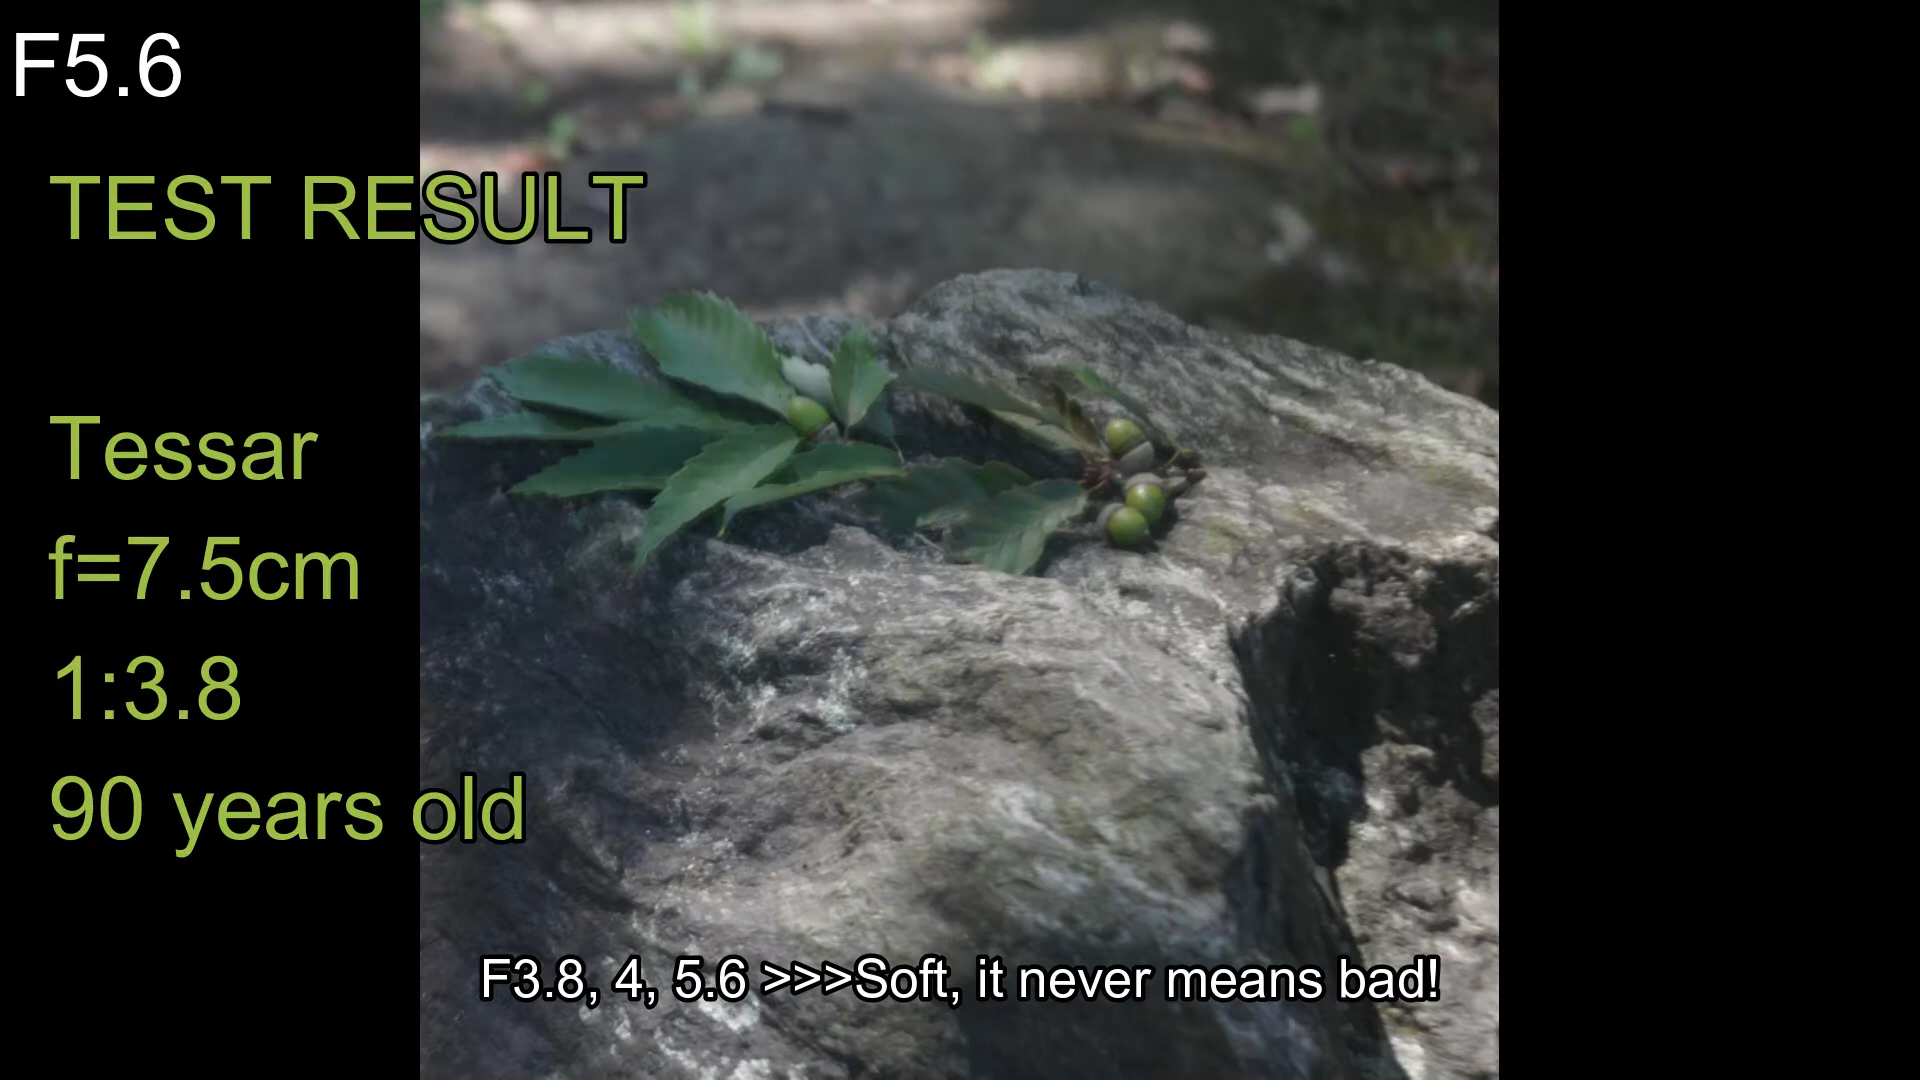 F5.6
TEST RESULT
Tessar
f=7.5cm
1:3.8
90 years old
F3.8, 4, 5.6 >>>Soft, it never means bad!